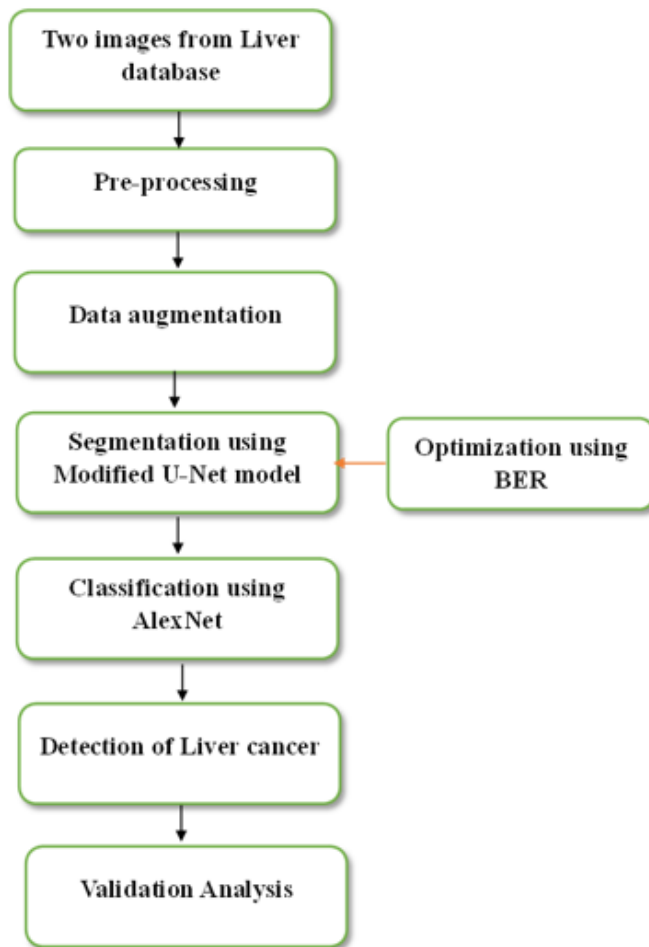 Two images from Liver
database
Pre-processing
Data augmentation
Segmentation using
Modified U-Net model
Optimization using
BER
Classification using
AlexNet
Detection of Liver cancer
Validation Analysis